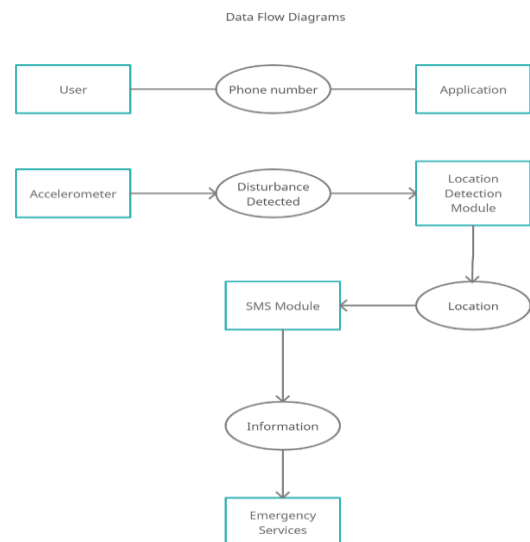 Data Flow Diagrams
User
Phone number
Application
Accelerometer
Disturbance
Detected
Location
Detection
Module
SMS Module
Location
Information
Emergency
Services